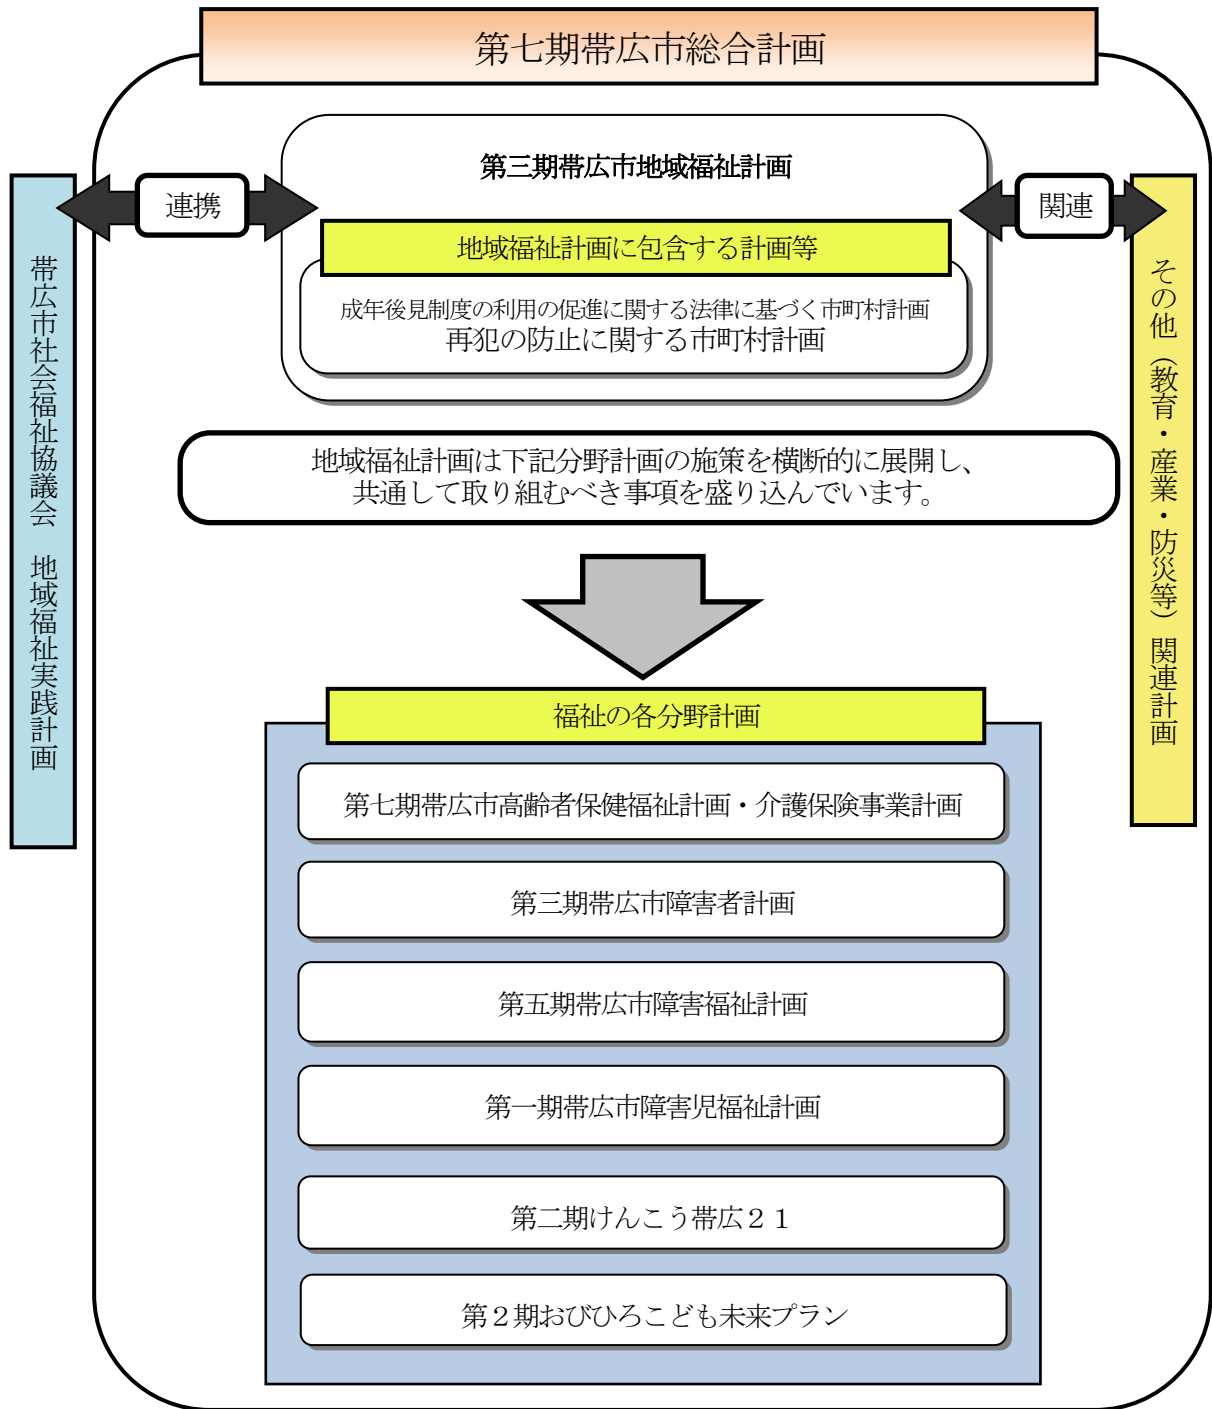 第七期帯広市総合計画
第三期帯広市地域福祉計画
連携
関連
地域福祉計画に包含する計画等
成年後見制度の利用の促進に関する法律に基づく市町村計画
再犯の防止に関する市町村計画
帯広市社会福祉協議会　地域福祉実践計画
その他（教育・産業・防災等）関連計画
地域福祉計画は下記分野計画の施策を横断的に展開し、
共通して取り組むべき事項を盛り込んでいます。
福祉の各分野計画
第七期帯広市高齢者保健福祉計画・介護保険事業計画
第三期帯広市障害者計画
第五期帯広市障害福祉計画
第一期帯広市障害児福祉計画
第二期けんこう帯広２１
第２期おびひろこども未来プラン